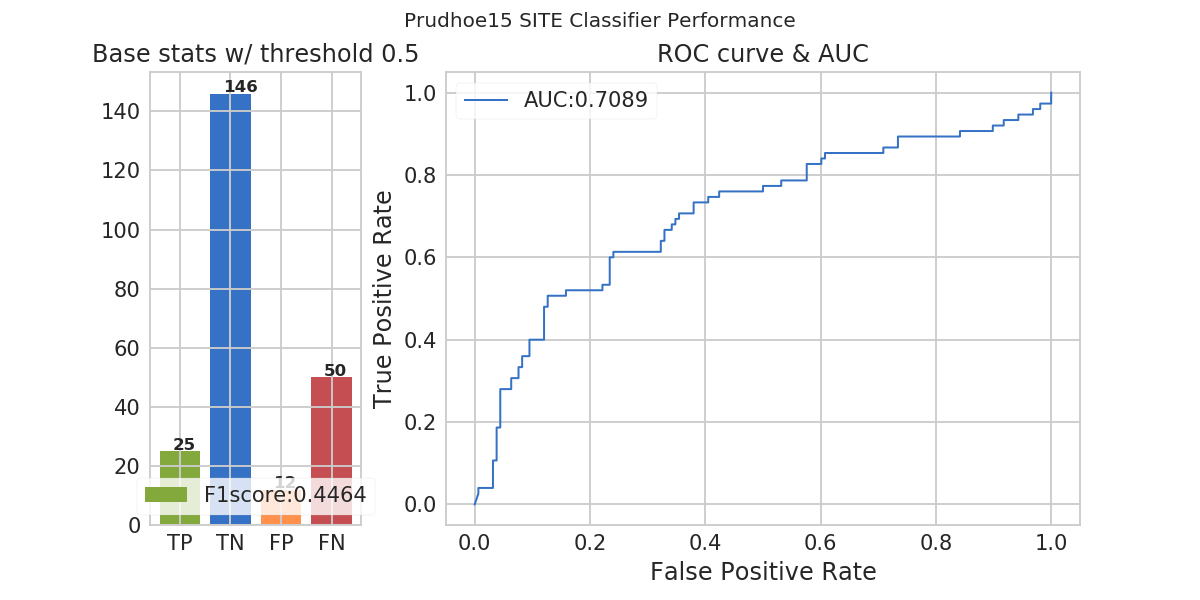 Prudhoe15 SITE Classifier Performance
Base stats w/ threshold 0.5
140
120
100
80
60
40
20
0
146
50
25
12
F1score:0.4464
TP TN FP FN
ROC curve & AUC
AUC:0.7089
True Positive Rate
1.0
0.8
0.6
0.4
0.2
0.0
0.0 0.2 0.4 0.6 0.8 1.0
False Positive Rate